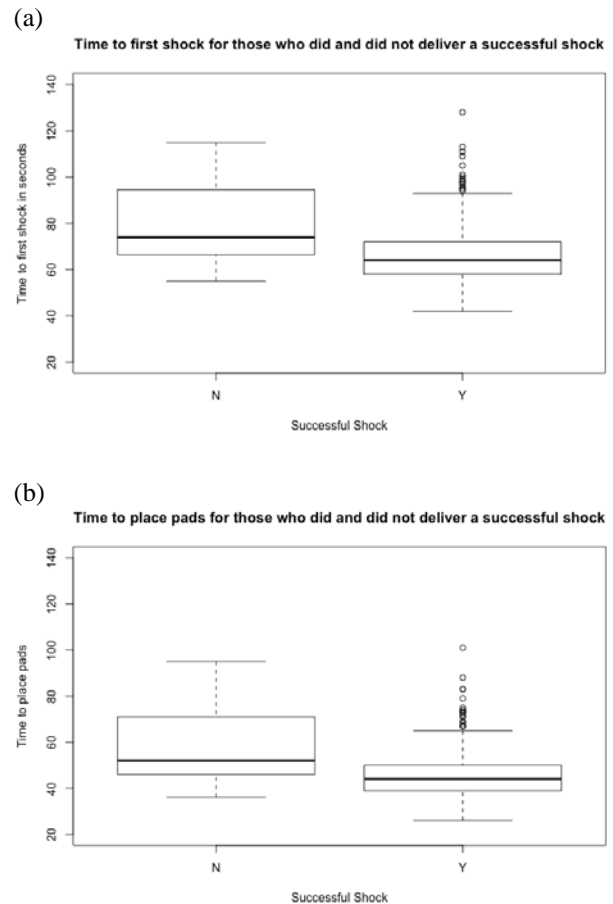 (a)
Time to first shock for those who did and did not deliver a successful shock
Time to first shock in seconds
140
120
100
80
60
40
20
N
Y
Successful Shock
(b)
Time to place pads for those who did and did not deliver a successful shock
Time to place pads
140
120
100
80
60
40
20
N
Y
Successful Shock